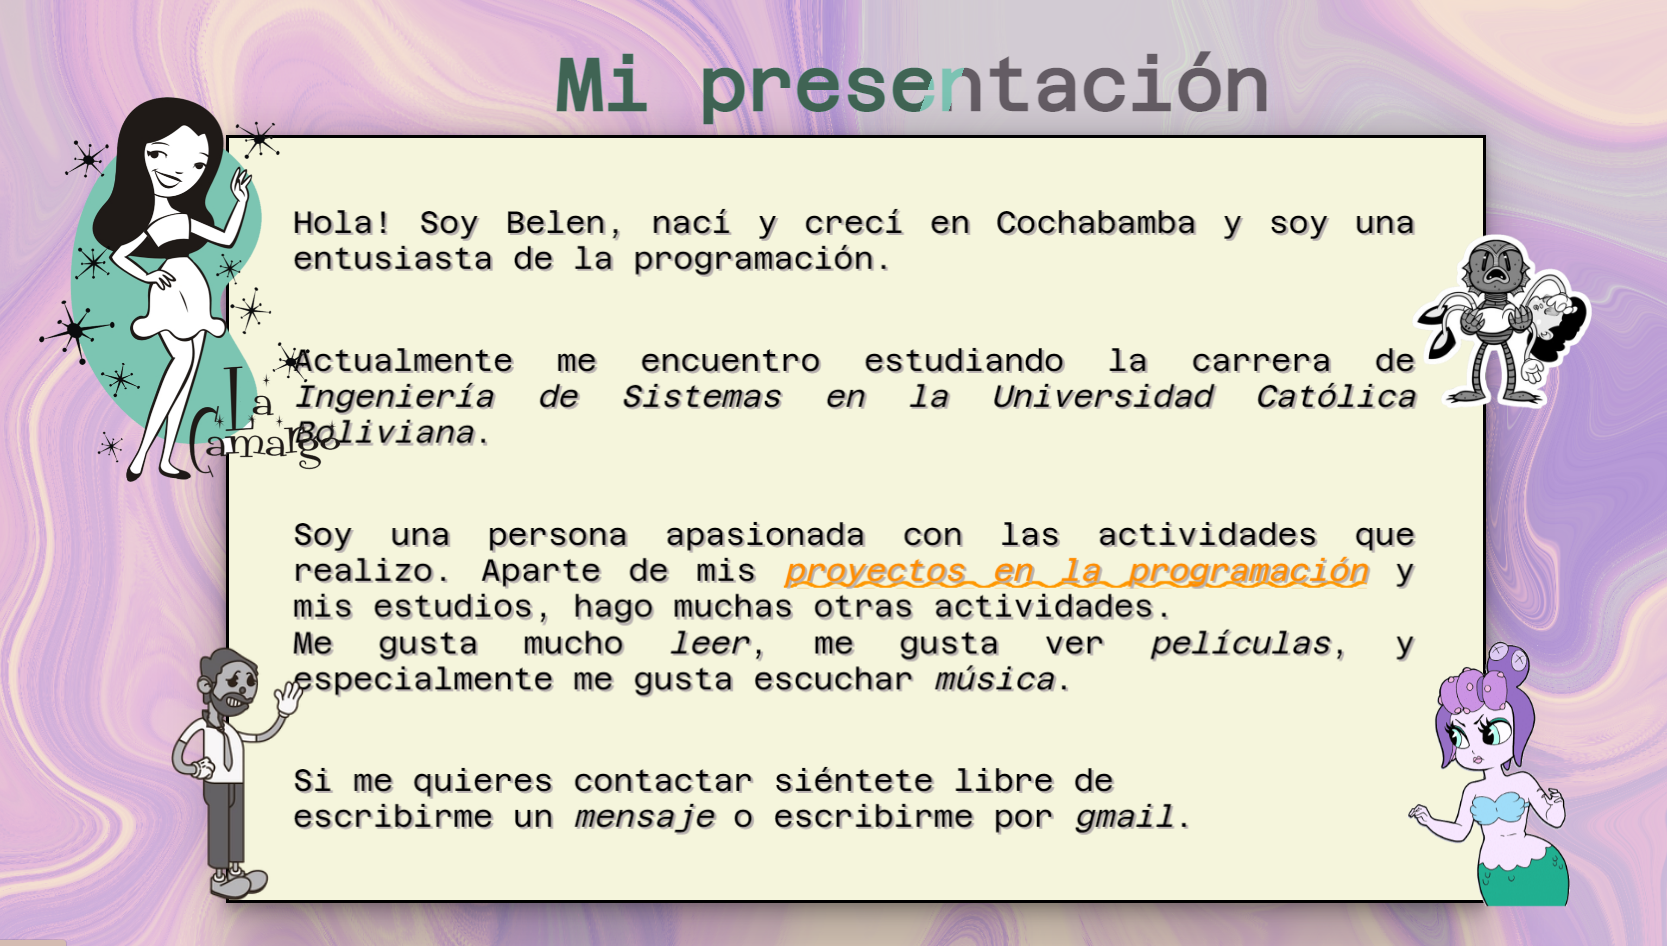 Mi presentación
Hola! Soy Belen, nací y crecí en Cochabamba y soy una
entusiasta de la programación.
Actualmente me encuentro estudiando la carrera de
Ingeniería de Sistemas en la Universidad Católica
Boliviana.
La
Camargo
Soy una persona apasionada con las actividades que
realizo. Aparte de mis proyectos en la programación y
mis estudios, hago muchas otras actividades.
Me gusta mucho leer, me gusta ver películas, y
especialmente me gusta escuchar música.
Si me quieres contactar siéntete libre de
escribirme un mensaje o escribirme por gmail.